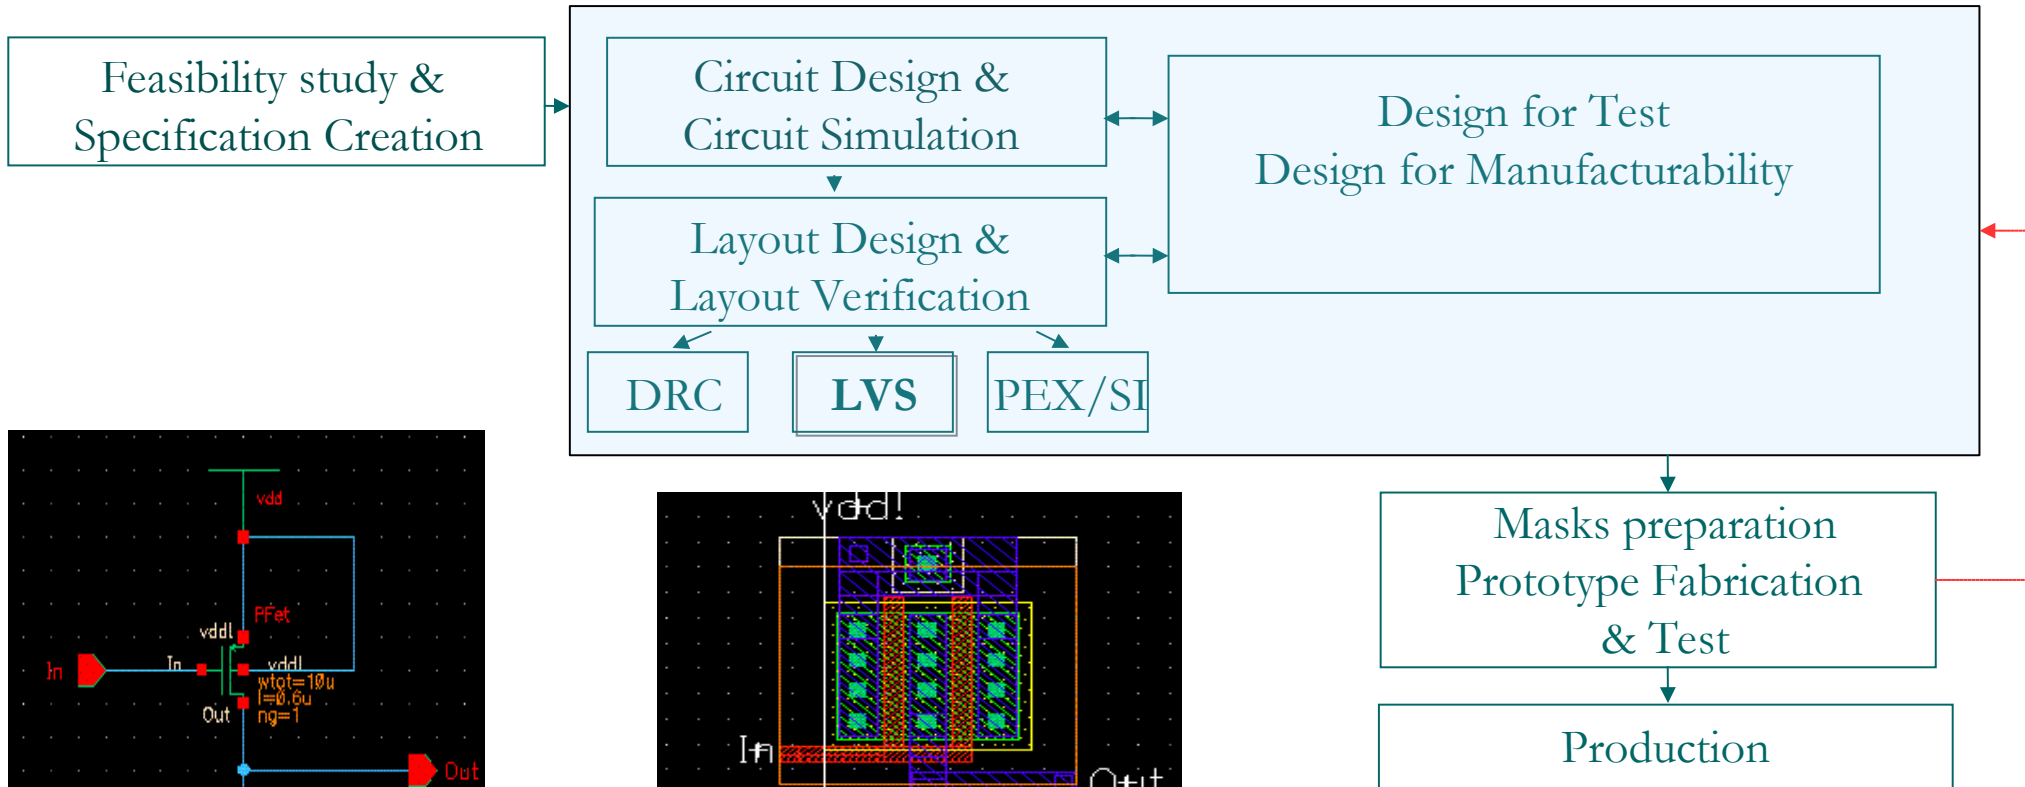 Feasibility study &
Specification Creation
Circuit Design &
Circuit Simulation
Design for Test
Design for Manufacturability
Layout Design &
Layout Verification
DRC
LVS
PEX/SI
vdd
PFet
vdd!
In
In
vdd!
wtot=10u
l=0.6u
ng=1
Out
Out
vdd!
In
Out
Masks preparation
Prototype Fabrication
& Test
Production